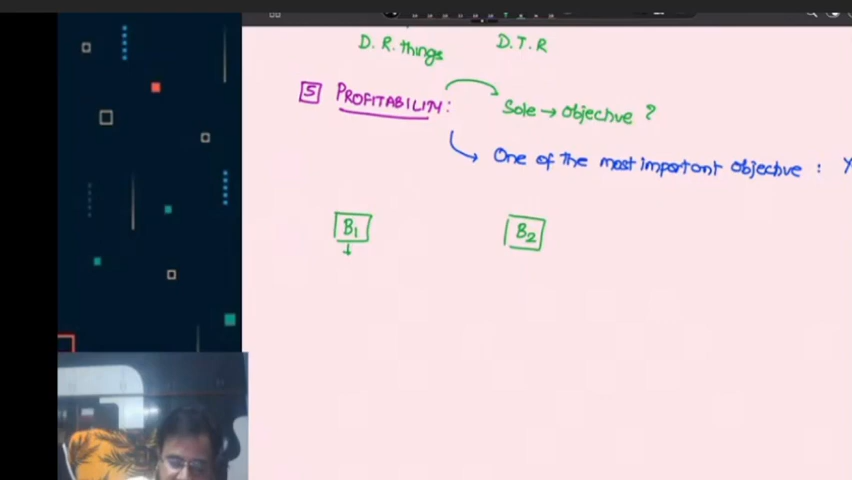 D. R. things D.T.R
5 PROFITABILITY: Sole → objective ?
One of the most important objective : Y
B1 B2